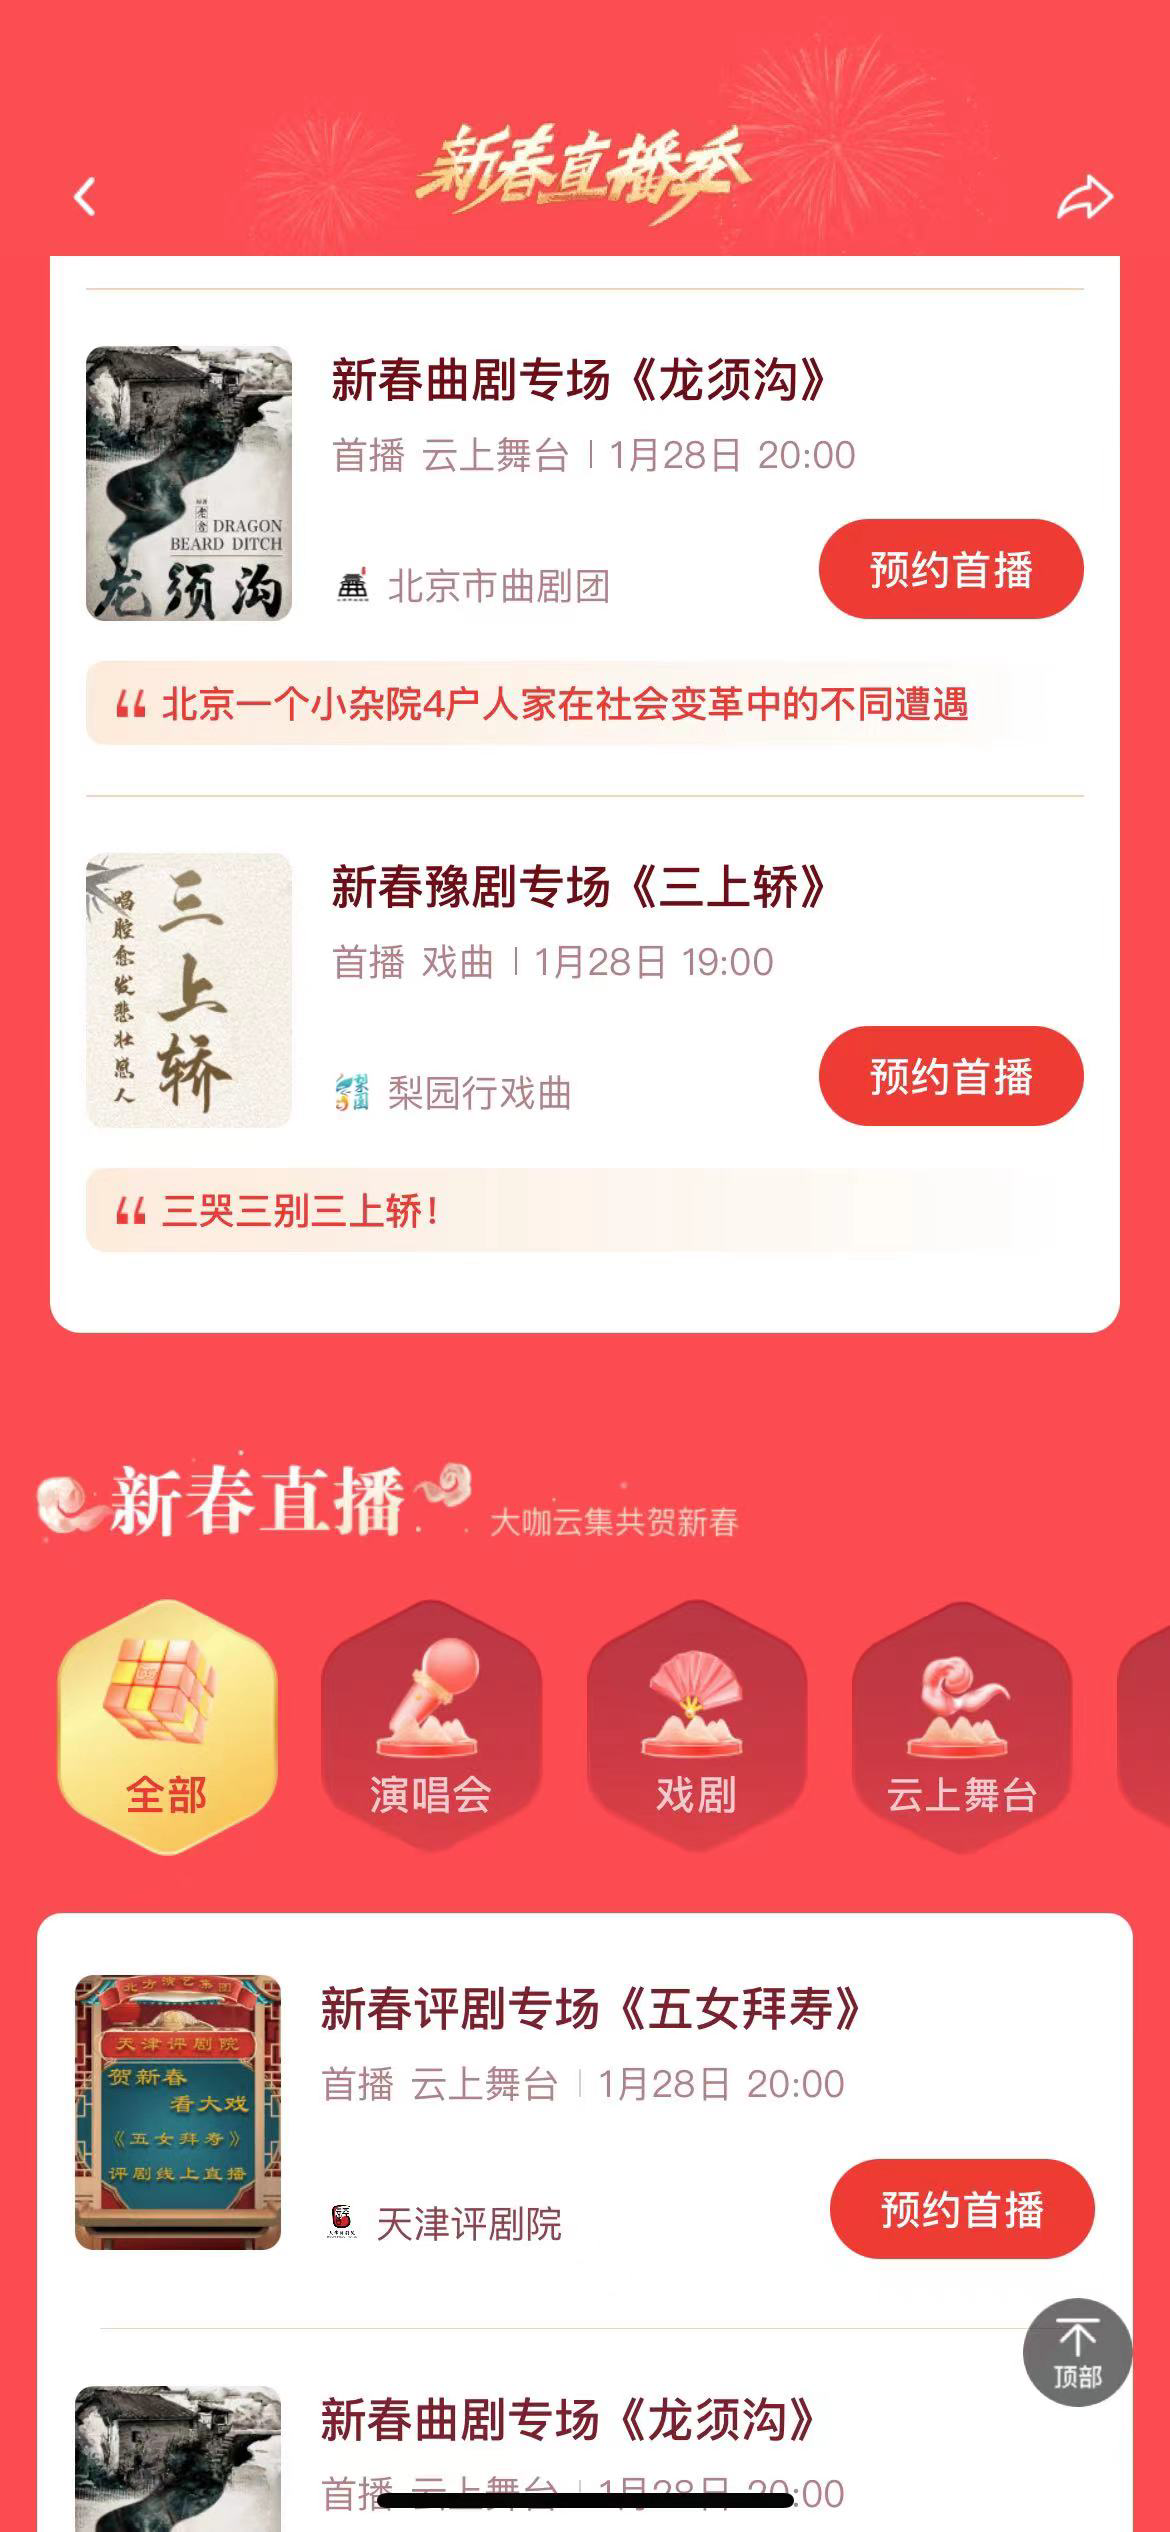 新春直播季
新春曲剧专场《龙须沟》
首播 云上舞台 | 1月28日 20:00
老舍
DRAGON
BEARD DITCH
龙须沟
北京市曲剧团
预约首播
北京一个小杂院4户人家在社会变革中的不同遭遇
新春豫剧专场《三上轿》
首播 戏曲 | 1月28日 19:00
三上轿
唱腔愈发悲壮感人
梨园行戏曲
预约首播
三哭三别三上轿！
新春直播
大咖云集共贺新春
全部
演唱会
戏剧
云上舞台
北方演艺集团
天津评剧院
贺新春
看大戏
《五女拜寿》
评剧线上直播
新春评剧专场《五女拜寿》
首播 云上舞台 | 1月28日 20:00
天津评剧院
预约首播
顶部
新春曲剧专场《龙须沟》
首播 云上舞台 | 1月28日 20:00